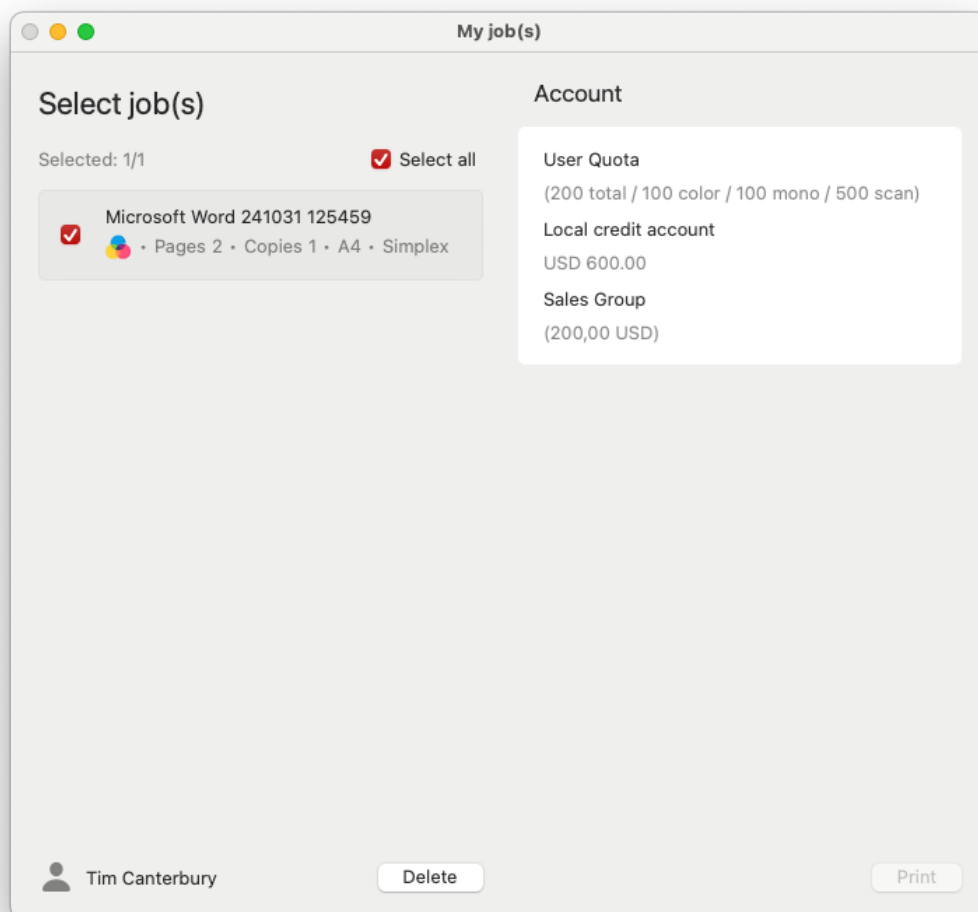 My job(s)
Select job(s)
Selected: 1/1
Select all
Microsoft Word 241031 125459
• Pages 2 • Copies 1 • A4 • Simplex
Account
User Quota
(200 total / 100 color / 100 mono / 500 scan)
Local credit account
USD 600.00
Sales Group
(200,00 USD)
Tim Canterbury
Delete
Print